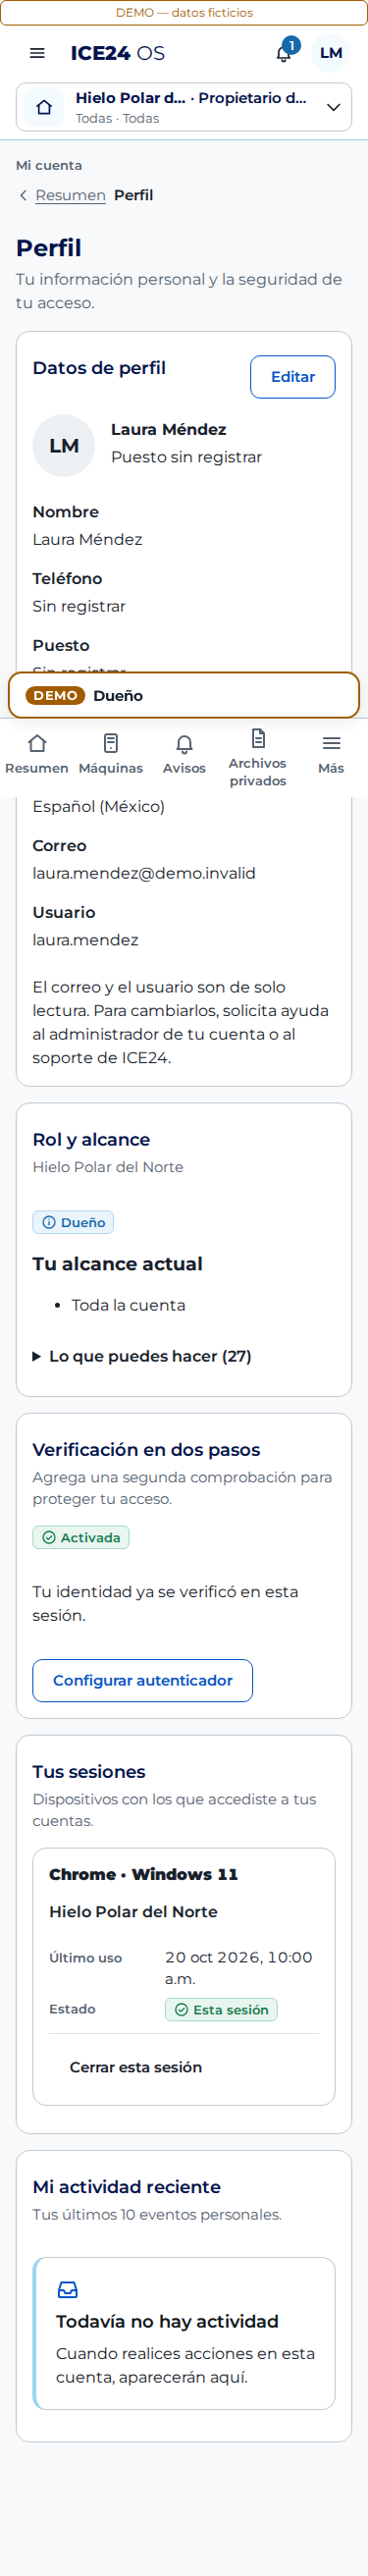 DEMO — datos ficticios
ICE24 OS
1
LM
Hielo Polar d... · Propietario d...
Todas · Todas
Mi cuenta
Resumen Perfil
Perfil
Tu información personal y la seguridad de
tu acceso.
Datos de perfil
Editar
LM
Laura Méndez
Puesto sin registrar
Nombre
Laura Méndez
Teléfono
Sin registrar
Puesto
Sin registrar
DEMO Dueño
Resumen
Máquinas
Avisos
Archivos
privados
Más
Español (México)
Correo
laura.mendez@demo.invalid
Usuario
laura.mendez
El correo y el usuario son de solo
lectura. Para cambiarlos, solicita ayuda
al administrador de tu cuenta o al
soporte de ICE24.
Rol y alcance
Hielo Polar del Norte
Dueño
Tu alcance actual
• Toda la cuenta
Lo que puedes hacer (27)
Verificación en dos pasos
Agrega una segunda comprobación para
proteger tu acceso.
Activada
Tu identidad ya se verificó en esta
sesión.
Configurar autenticador
Tus sesiones
Dispositivos con los que accediste a tus
cuentas.
Chrome · Windows 11
Hielo Polar del Norte
Último uso 20 oct 2026, 10:00
a.m.
Estado Esta sesión
Cerrar esta sesión
Mi actividad reciente
Tus últimos 10 eventos personales.
Todavía no hay actividad
Cuando realices acciones en esta
cuenta, aparecerán aquí.